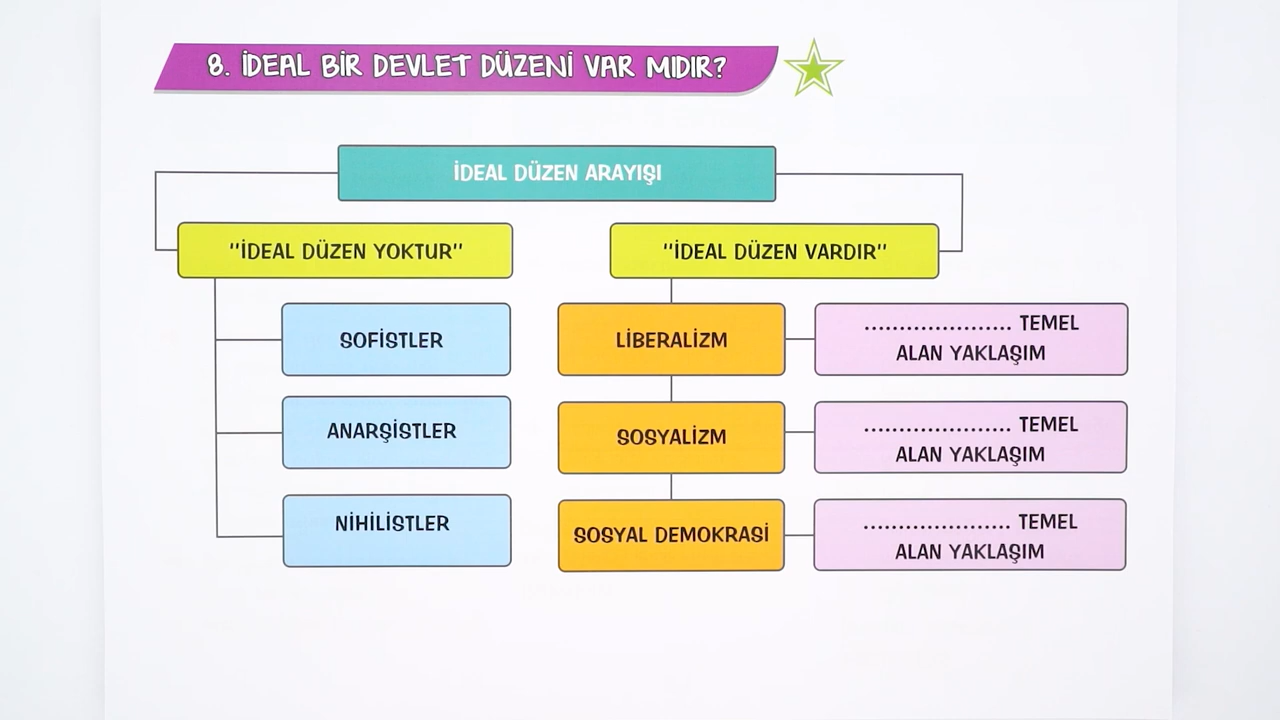 8. İDEAL BİR DEVLET DÜZENİ VAR MIDIR?
İDEAL DÜZEN ARAYIŞI
"İDEAL DÜZEN YOKTUR"
SOFİSTLER
ANARŞİSTLER
NİHİLİSTLER
"İDEAL DÜZEN VARDIR"
LİBERALİZM
..................... TEMEL
ALAN YAKLAŞIM
SOSYALİZM
..................... TEMEL
ALAN YAKLAŞIM
SOSYAL DEMOKRASİ
..................... TEMEL
ALAN YAKLAŞIM